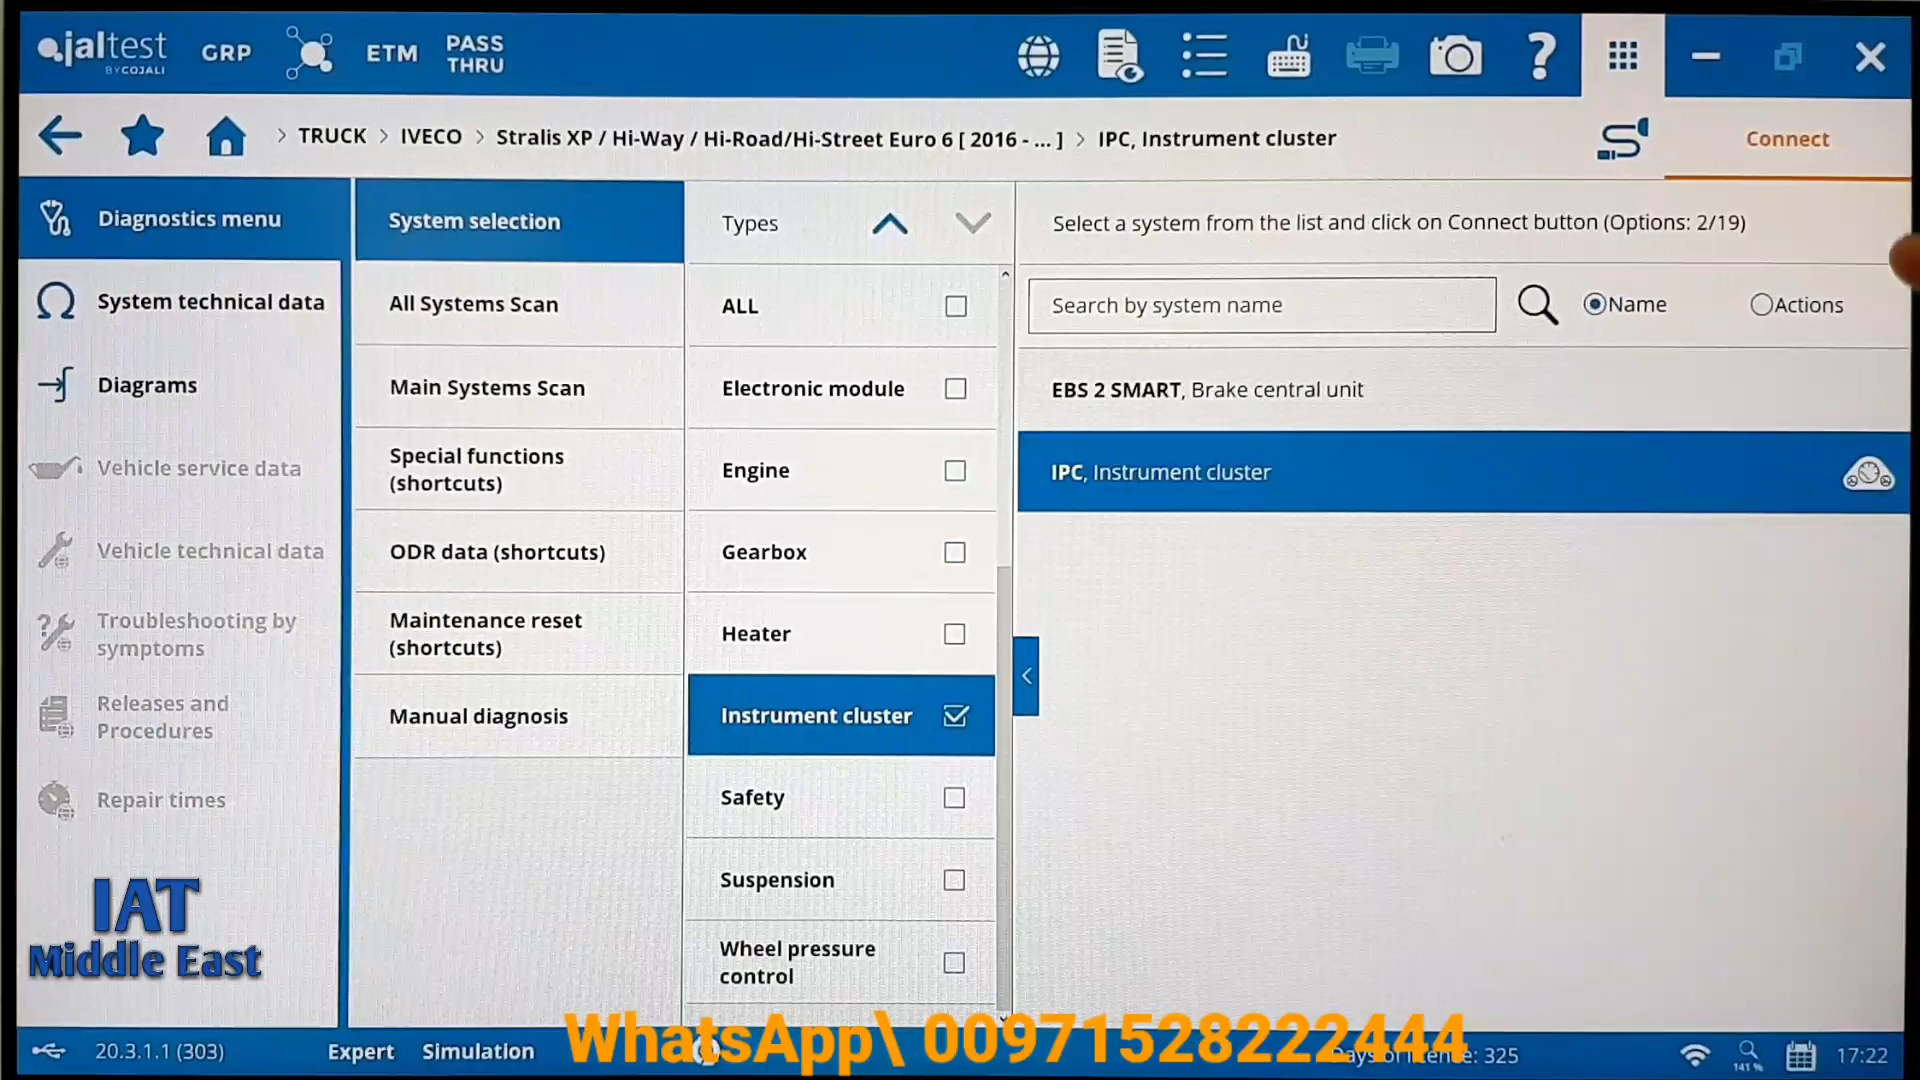 jaltest
BY COJALI
GRP
ETM
PASS
THRU
TRUCK > IVECO > Stralis XP / Hi-Way / Hi-Road/Hi-Street Euro 6 [ 2016 - ... ] > IPC, Instrument cluster
Connect
Diagnostics menu
System technical data
Diagrams
Vehicle service data
Vehicle technical data
Troubleshooting by
symptoms
Releases and
Procedures
Repair times
IAT
Middle East
System selection
All Systems Scan
Main Systems Scan
Special functions
(shortcuts)
ODR data (shortcuts)
Maintenance reset
(shortcuts)
Manual diagnosis
Types
ALL
Electronic module
Engine
Gearbox
Heater
Instrument cluster
Safety
Suspension
Wheel pressure
control
Select a system from the list and click on Connect button (Options: 2/19)
Search by system name
Name
Actions
EBS 2 SMART, Brake central unit
IPC, Instrument cluster
WhatsApp\ 00971528222444
20.3.1.1 (303)
Expert
Simulation
Days of licence: 325
141 %
17:22